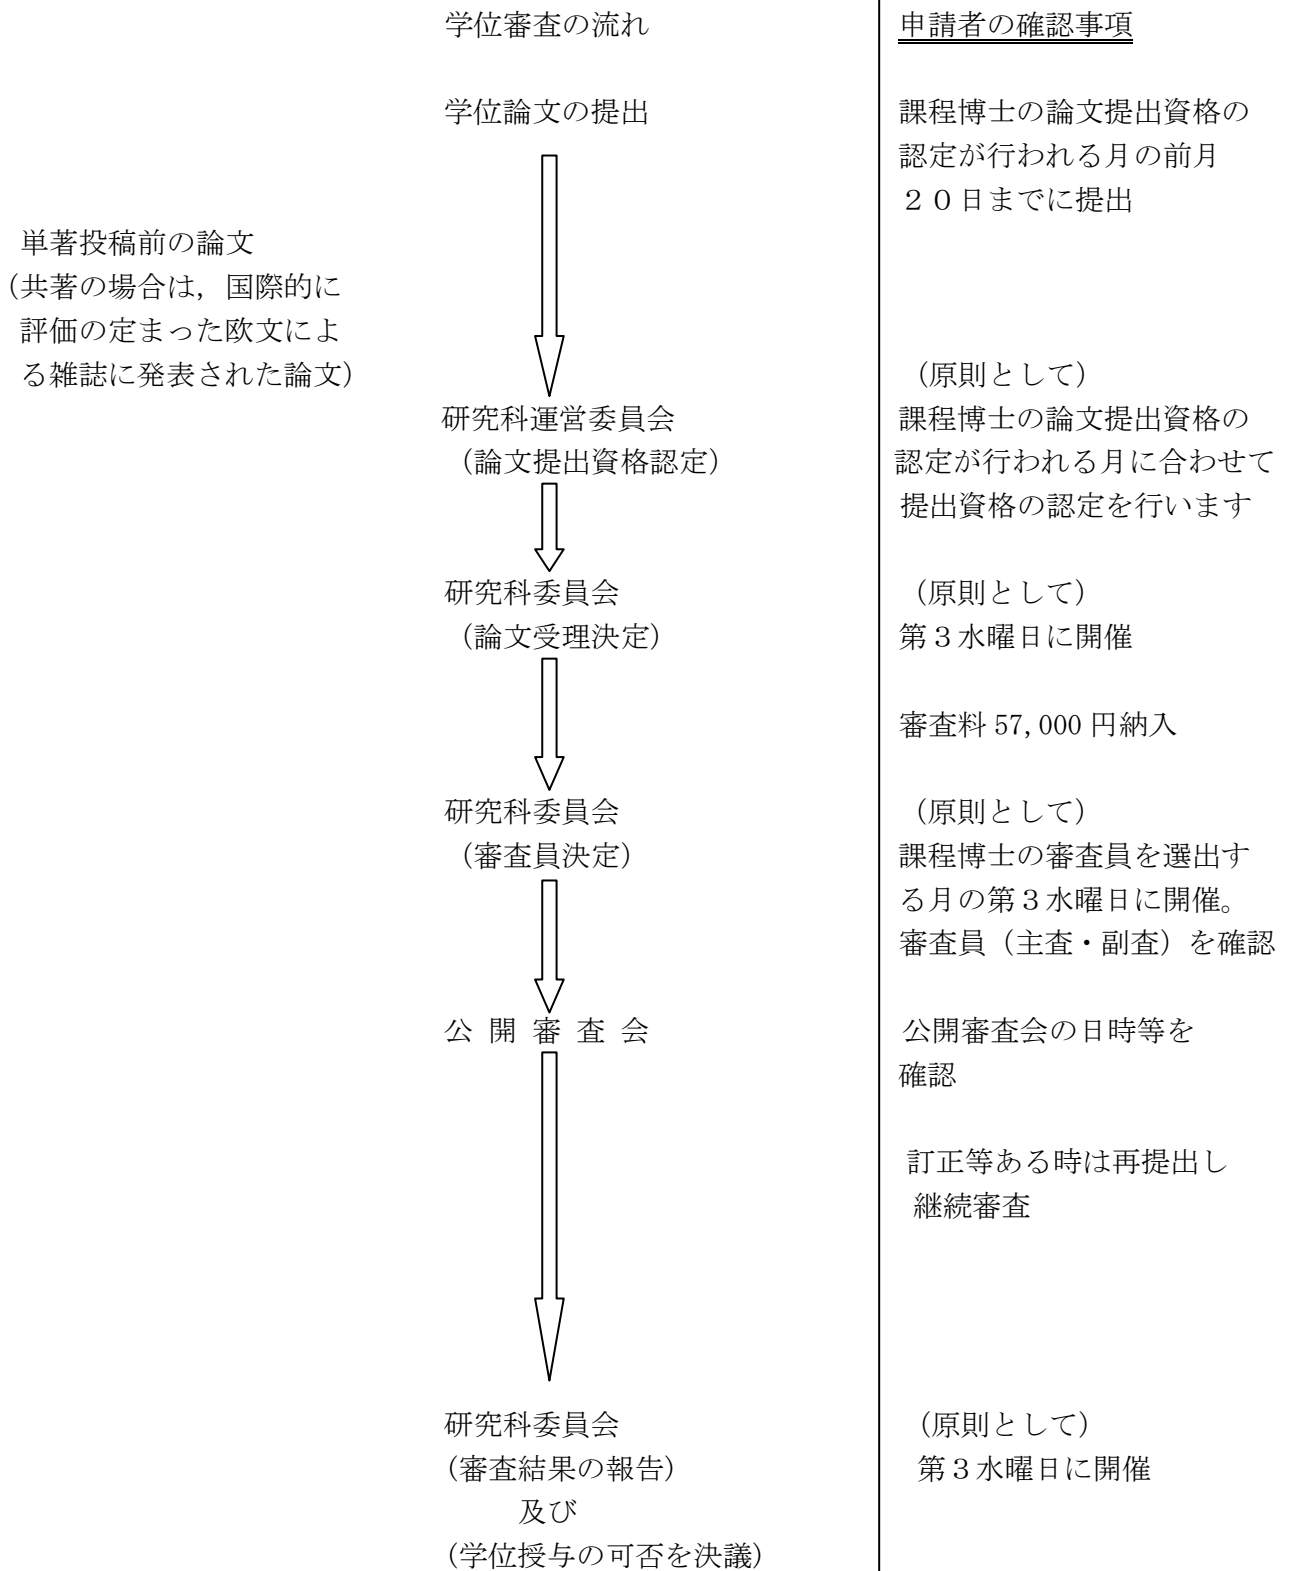 学位審査の流れ
申請者の確認事項
学位論文の提出
課程博士の論文提出資格の
認定が行われる月の前月
２０日までに提出
単著投稿前の論文
（共著の場合は，国際的に
評価の定まった欧文によ
る雑誌に発表された論文）
研究科運営委員会
（論文提出資格認定）
（原則として）
課程博士の論文提出資格の
認定が行われる月に合わせて
提出資格の認定を行います
研究科委員会
（論文受理決定）
（原則として）
第３水曜日に開催
審査料 57,000 円納入
研究科委員会
（審査員決定）
（原則として）
課程博士の審査員を選出す
る月の第３水曜日に開催。
審査員（主査・副査）を確認
公 開 審 査 会
公開審査会の日時等を
確認
訂正等ある時は再提出し
継続審査
研究科委員会
（審査結果の報告）
及び
（学位授与の可否を決議）
（原則として）
第３水曜日に開催